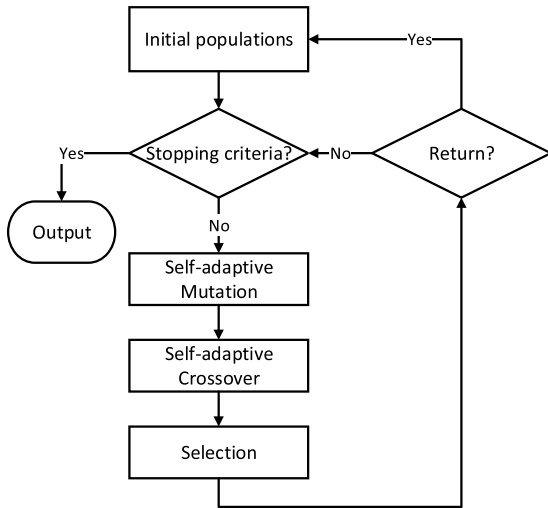 Initial populations
Yes
Yes
Stopping criteria?
No
Return?
Output
No
Self-adaptive
Mutation
Self-adaptive
Crossover
Selection